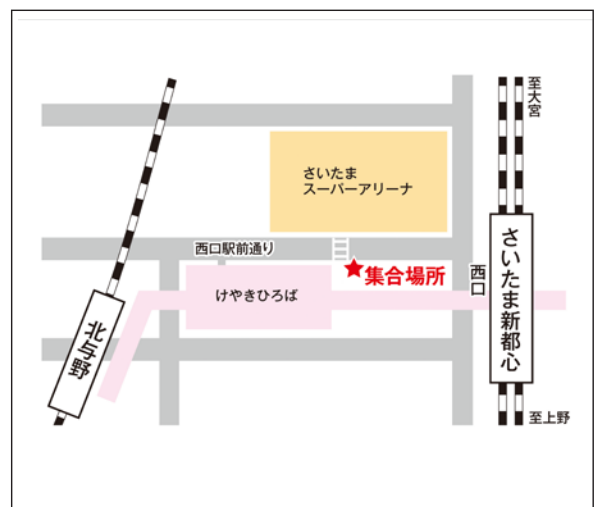 至大宮
さいたま
スーパーアリーナ
西口駅前通り
集合場所
西口
さいたま新都心
けやきひろば
北与野
至上野